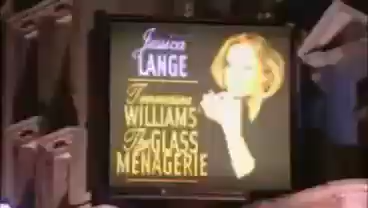 Jessica
LANGE
Tennessee
WILLIAMS'
The GLASS
MENAGERIE